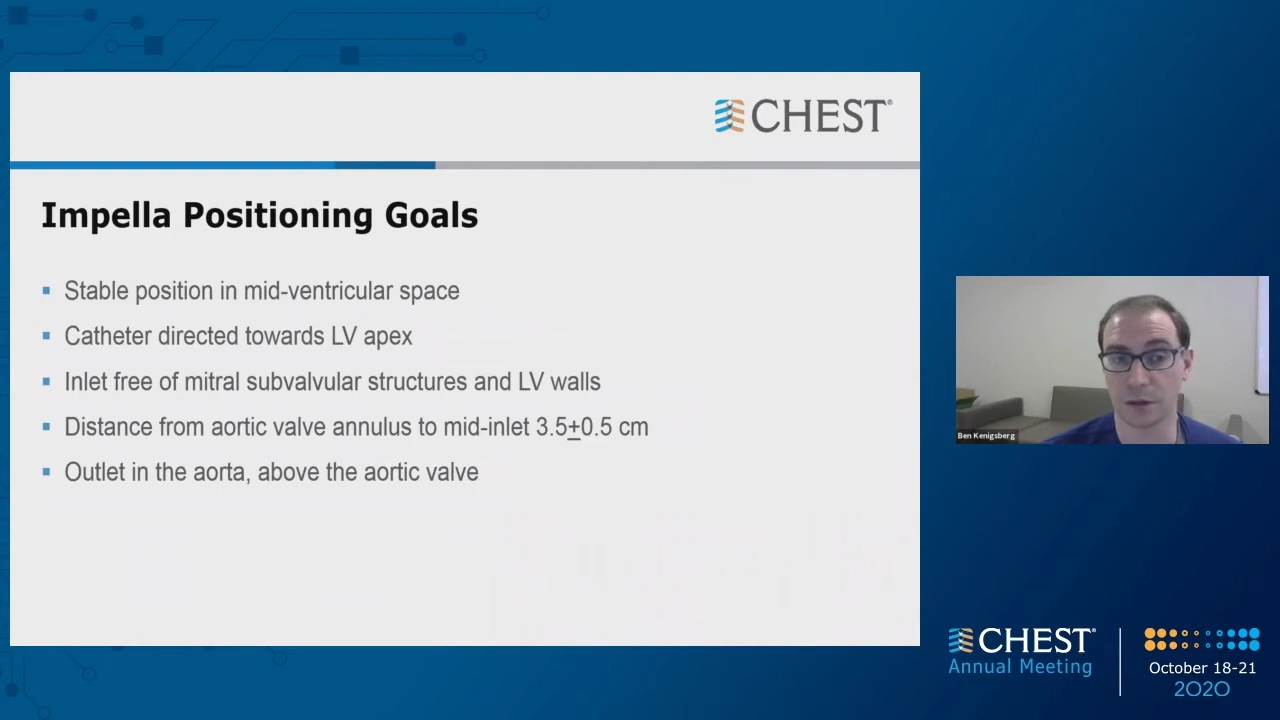 CHEST®
Impella Positioning Goals
▪ Stable position in mid-ventricular space
▪ Catheter directed towards LV apex
▪ Inlet free of mitral subvalvular structures and LV walls
▪ Distance from aortic valve annulus to mid-inlet 3.5±0.5 cm
▪ Outlet in the aorta, above the aortic valve
Ben Kenigsberg
CHEST®
Annual Meeting
October 18-21
2020